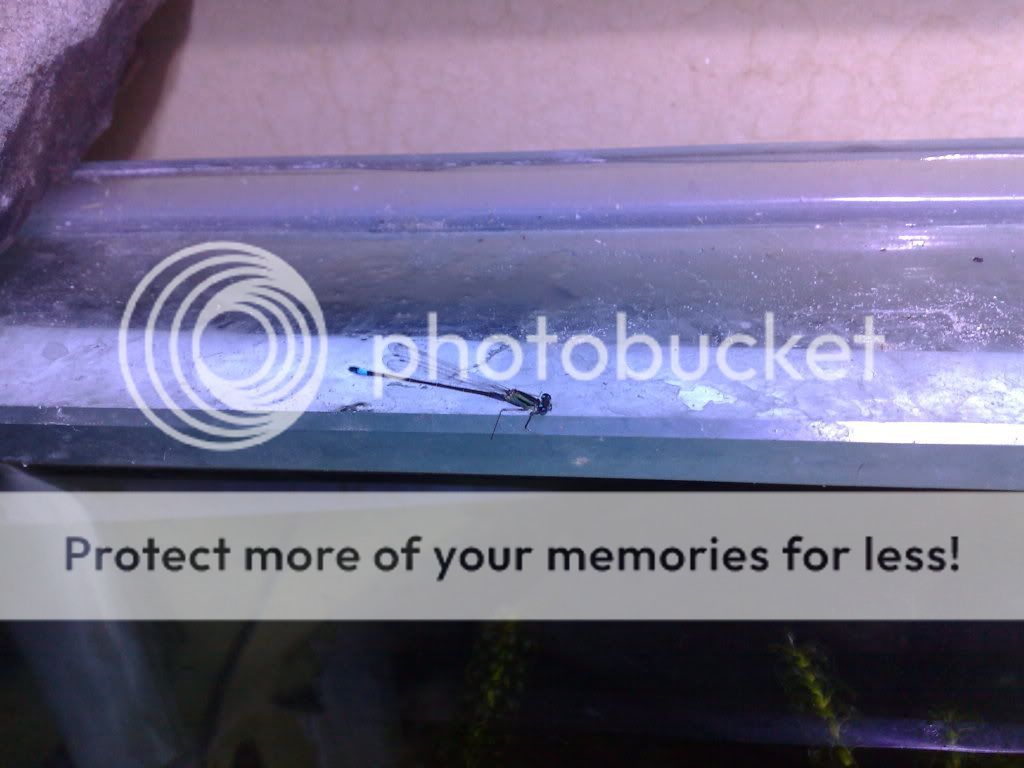 photobucket
Protect more of your memories for less!